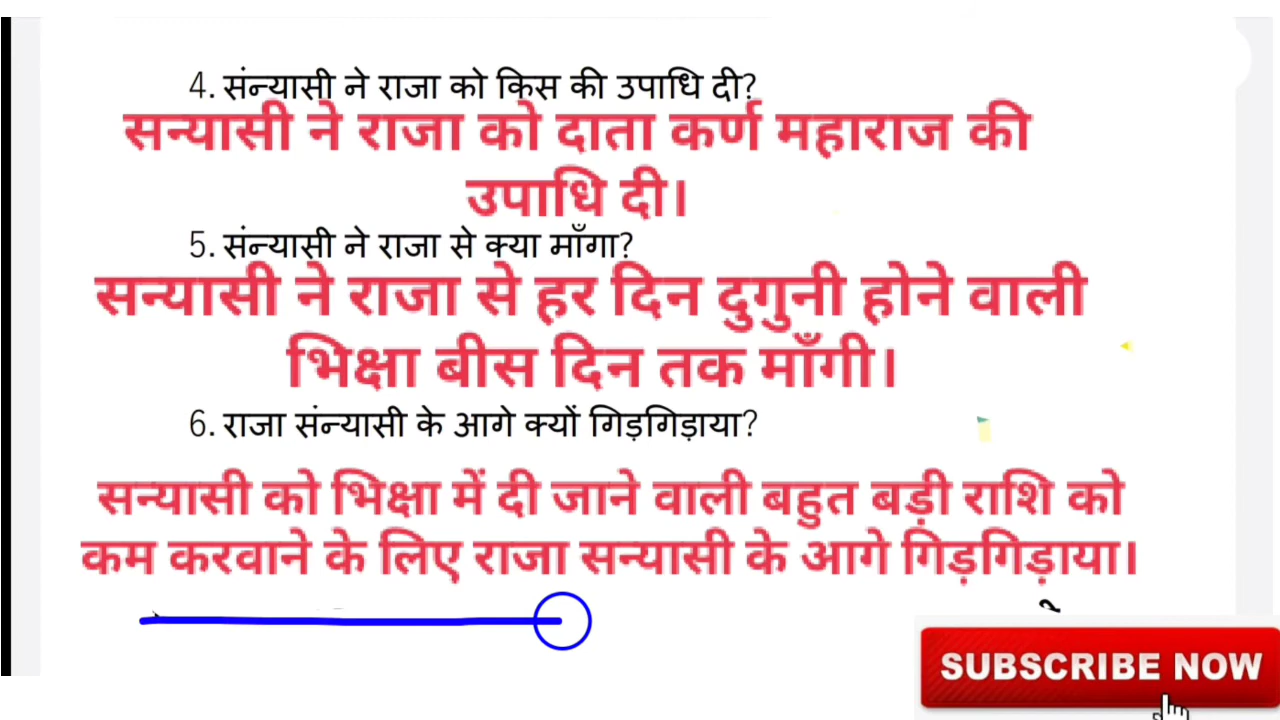 4. संन्यासी ने राजा को किस की उपाधि दी?
सन्यासी ने राजा को दाता कर्ण महाराज की
उपाधि दी।
5. संन्यासी ने राजा से क्या माँगा?
सन्यासी ने राजा से हर दिन दुगुनी होने वाली
भिक्षा बीस दिन तक माँगी।
6. राजा संन्यासी के आगे क्यों गिड़गिड़ाया?
सन्यासी को भिक्षा में दी जाने वाली बहुत बड़ी राशि को
कम करवाने के लिए राजा सन्यासी के आगे गिड़गिड़ाया।
SUBSCRIBE NOW